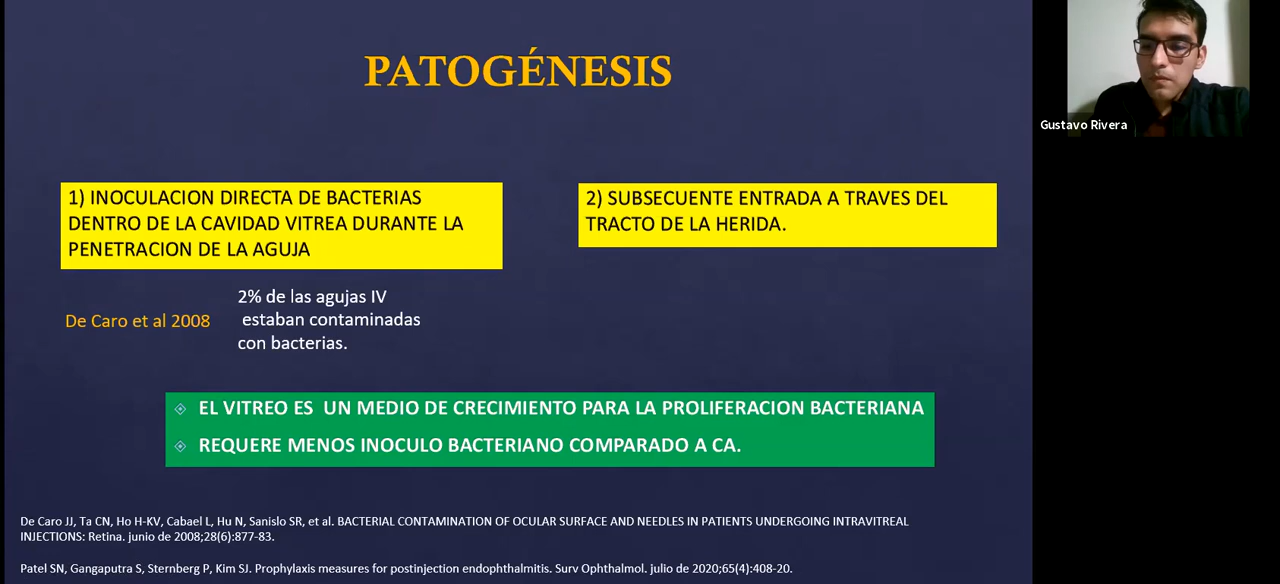 PATOGÉNESIS
1) INOCULACION DIRECTA DE BACTERIAS
DENTRO DE LA CAVIDAD VITREA DURANTE LA
PENETRACION DE LA AGUJA
2) SUBSECUENTE ENTRADA A TRAVES DEL
TRACTO DE LA HERIDA.
De Caro et al 2008
2% de las agujas IV
estaban contaminadas
con bacterias.
EL VITREO ES UN MEDIO DE CRECIMIENTO PARA LA PROLIFERACION BACTERIANA
REQUERE MENOS INOCULO BACTERIANO COMPARADO A CA.
De Caro JJ, Ta CN, Ho H-KV, Cabael L, Hu N, Sanislo SR, et al. BACTERIAL CONTAMINATION OF OCULAR SURFACE AND NEEDLES IN PATIENTS UNDERGOING INTRAVITREAL
INJECTIONS: Retina. junio de 2008;28(6):877-83.
Patel SN, Gangaputra S, Sternberg P, Kim SJ. Prophylaxis measures for postinjection endophthalmitis. Surv Ophthalmol. julio de 2020;65(4):408-20.
Gustavo Rivera